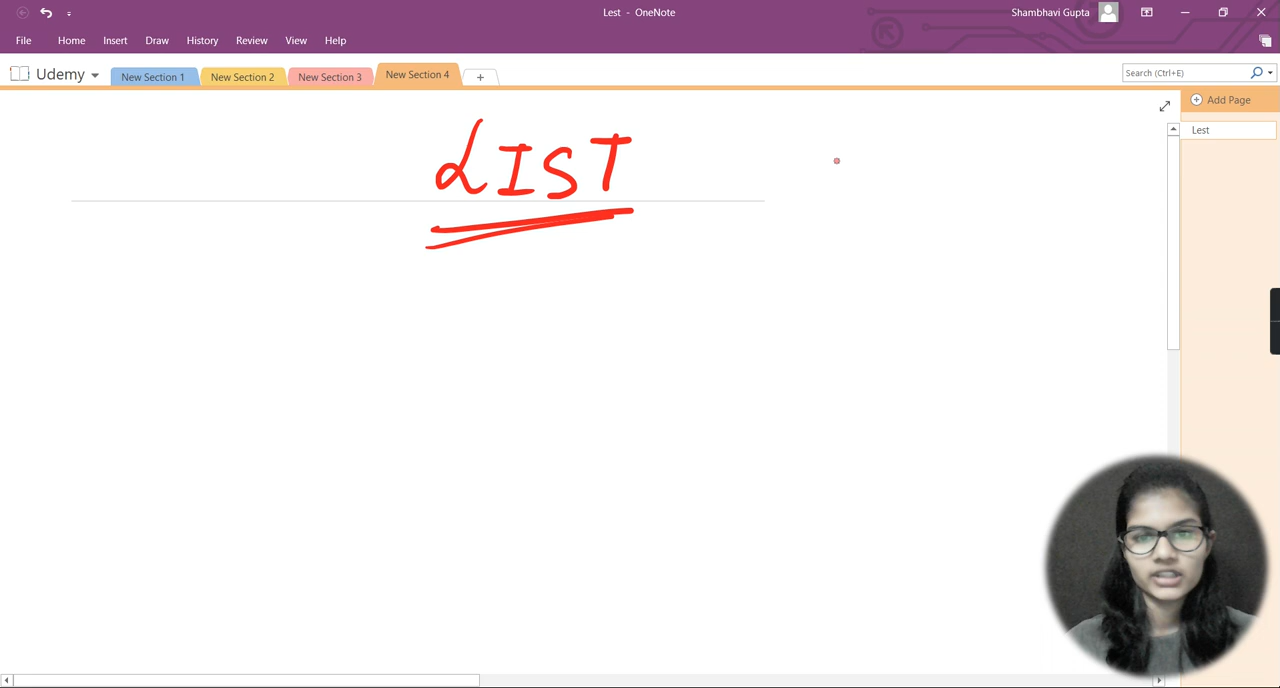 Lest - OneNote
Shambhavi Gupta
File Home Insert Draw History Review View Help
Udemy New Section 1 New Section 2 New Section 3 New Section 4 +
Search (Ctrl+E)
Add Page
Lest
LIST